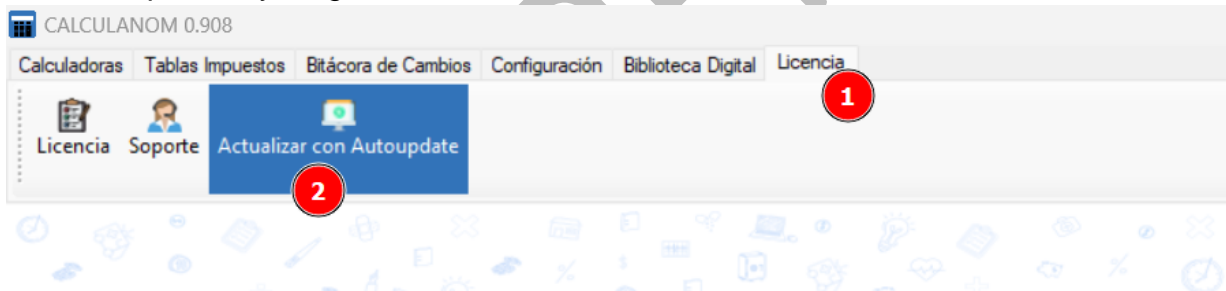 CALCULANOM 0.908
Calculadoras Tablas Impuestos Bitácora de Cambios Configuración Biblioteca Digital Licencia
1
Licencia Soporte Actualizar con Autoupdate
2